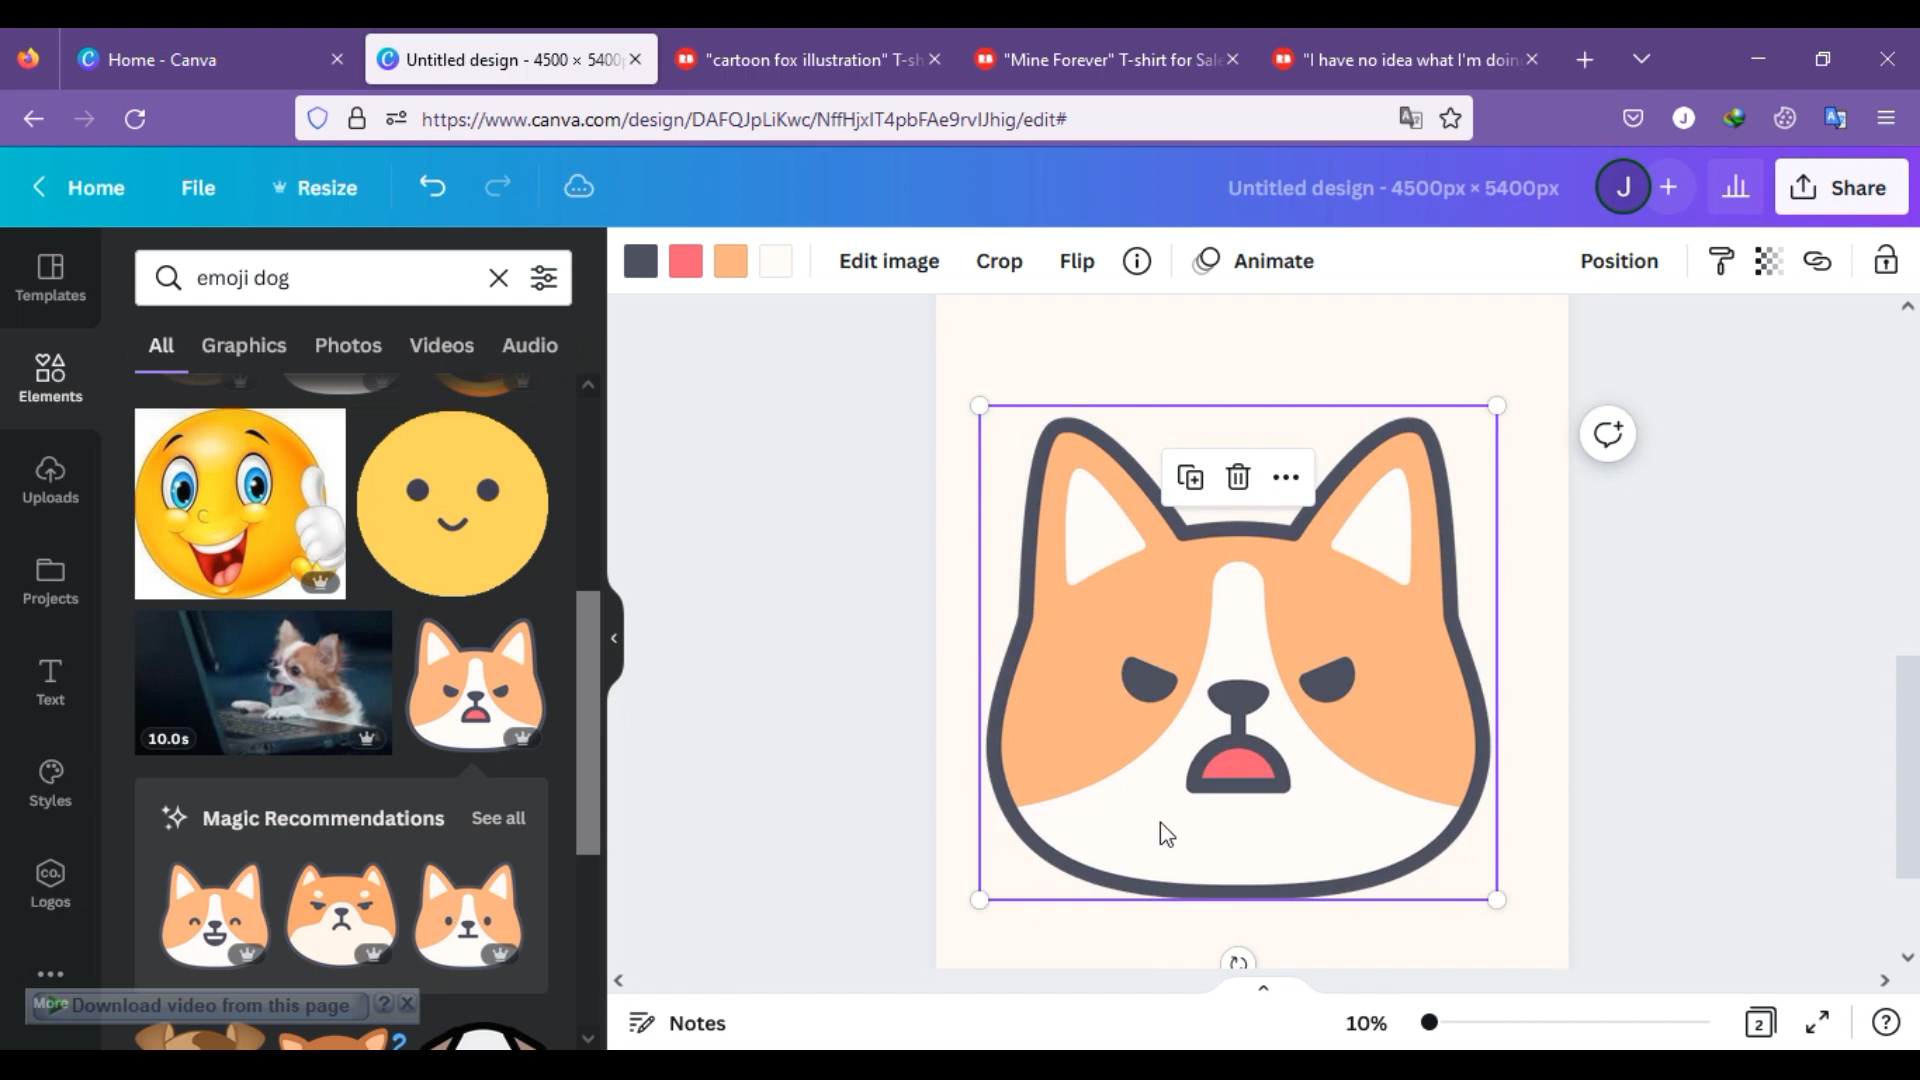 Home - Canva
Untitled design - 4500 × 5400
"cartoon fox illustration" T-sh
"Mine Forever" T-shirt for Sale
"I have no idea what I'm doin
https://www.canva.com/design/DAFQJpLiKwc/NffHjxIT4pbFAe9rvIJhig/edit#
J
Home
File
Resize
Untitled design - 4500px × 5400px
J
Share
Templates
Elements
Uploads
Projects
Text
Styles
CO.
Logos
More
emoji dog
All
Graphics
Photos
Videos
Audio
10.0s
Magic Recommendations
See all
Download video from this page
?
X
Edit image
Crop
Flip
Animate
Position
Notes
10%
2
?